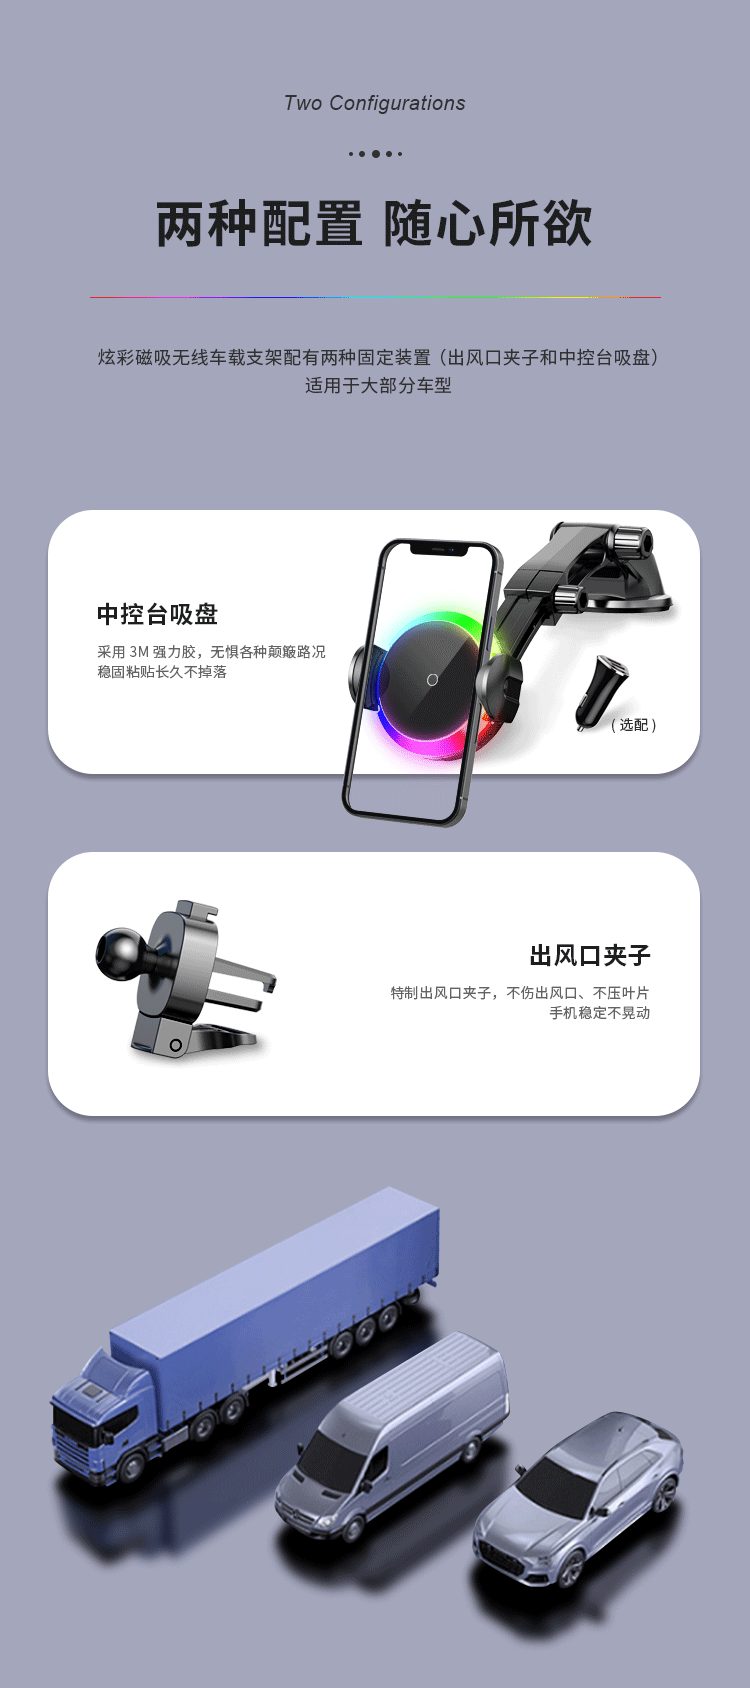 Two Configurations
两种配置 随心所欲
炫彩磁吸无线车载支架配有两种固定装置（出风口夹子和中控台吸盘）
适用于大部分车型
中控台吸盘
采用 3M 强力胶，无惧各种颠簸路况
稳固粘贴长久不掉落
( 选配 )
出风口夹子
特制出风口夹子，不伤出风口、不压叶片
手机稳定不晃动